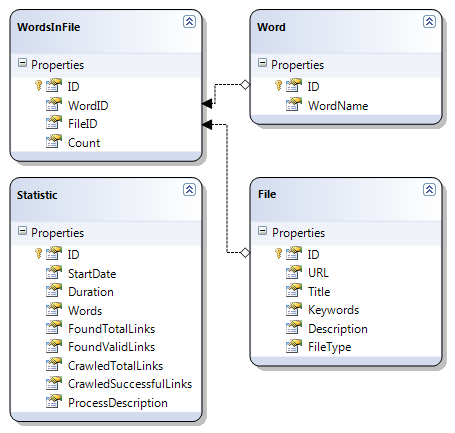 WordsInFile
Properties
ID
WordID
FileID
Count
Word
Properties
ID
WordName
Statistic
Properties
ID
StartDate
Duration
Words
FoundTotalLinks
FoundValidLinks
CrawledTotalLinks
CrawledSuccessfulLinks
ProcessDescription
File
Properties
ID
URL
Title
Keywords
Description
FileType